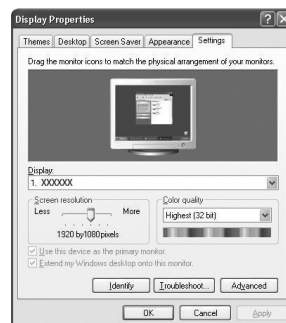 Display Properties
Themes Desktop Screen Saver Appearance Settings
Drag the monitor icons to match the physical arrangement of your monitors.
Display:
1. XXXXXX
Screen resolution
Less More
1920 by1080pixels
Color quality
Highest (32 bit)
Use this device as the primary monitor.
Extend my Windows desktop onto this monitor.
Identify Troubleshoot... Advanced
OK Cancel Apply